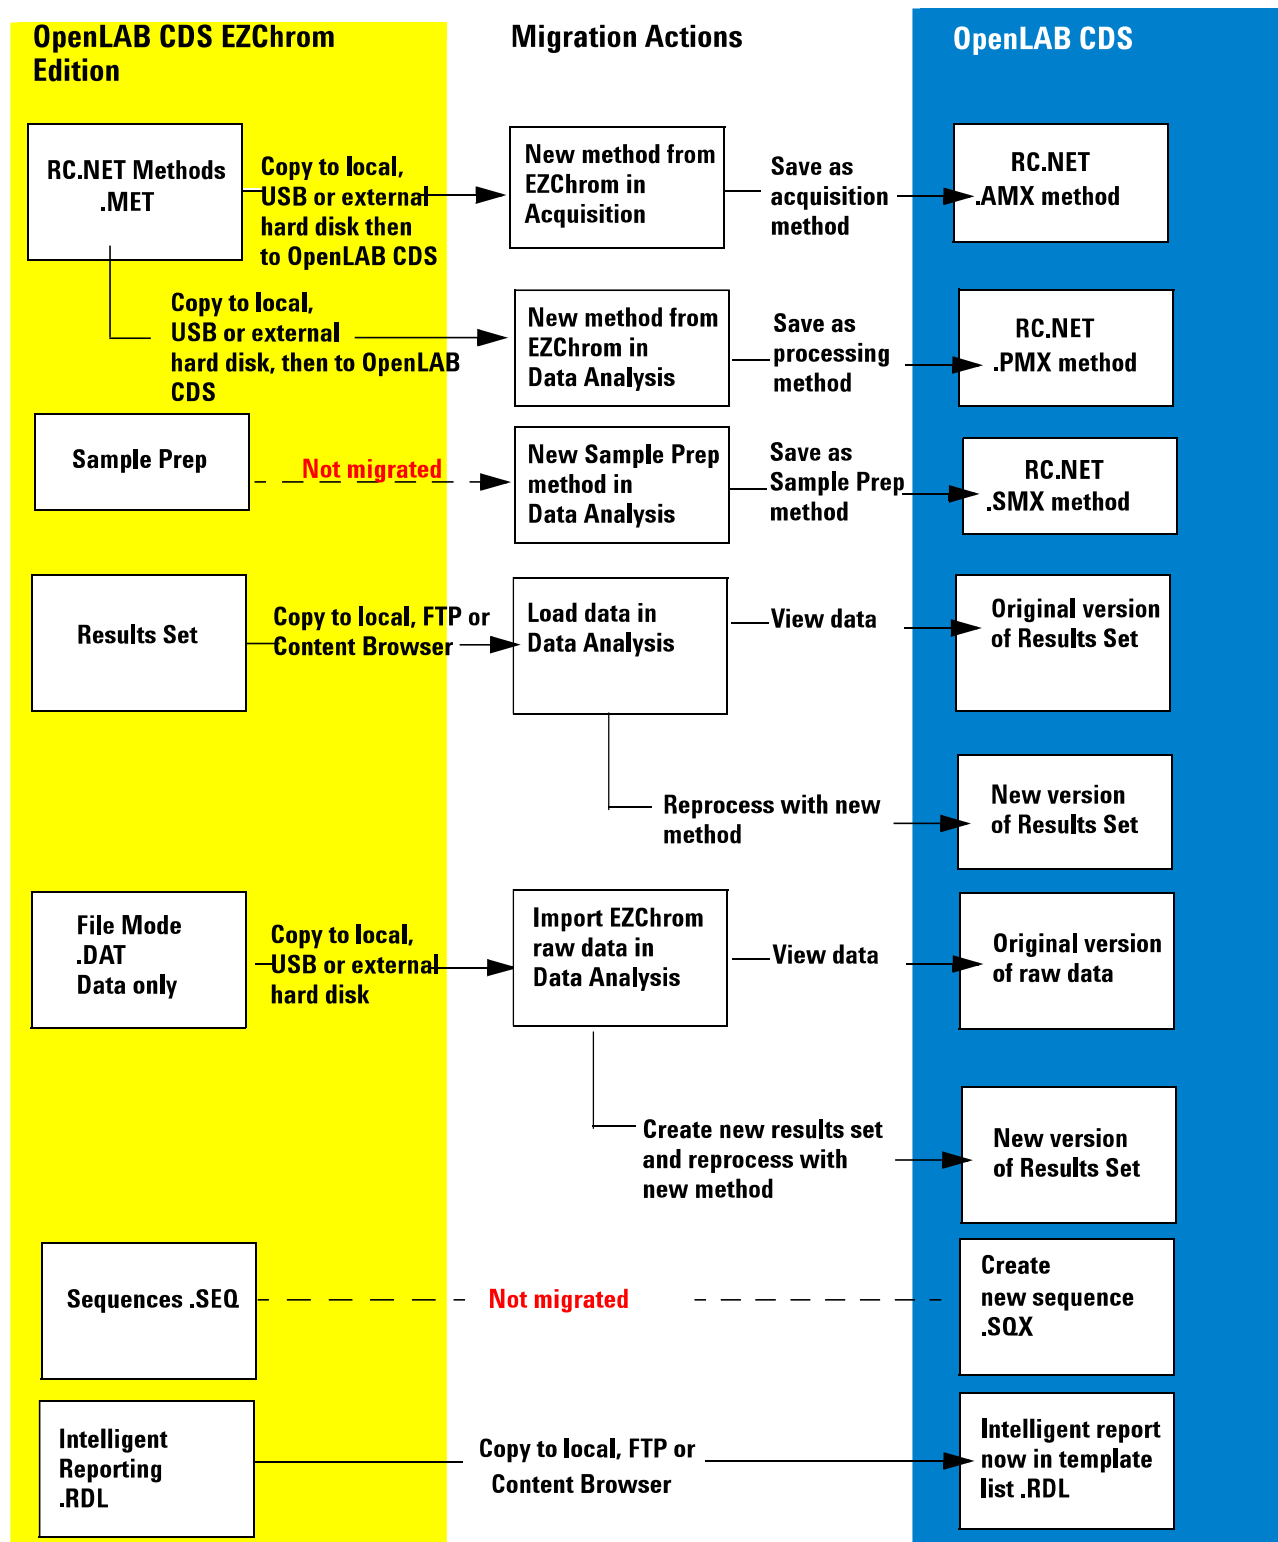 OpenLAB CDS EZChrom
Edition
Migration Actions
OpenLAB CDS
RC.NET Methods
.MET
Copy to local,
USB or external
hard disk then
to OpenLAB CDS
New method from
EZChrom in
Acquisition
Save as
acquisition
method
RC.NET
.AMX method
Copy to local,
USB or external
hard disk, then to OpenLAB
CDS
New method from
EZChrom in
Data Analysis
Save as
processing
method
RC.NET
.PMX method
Sample Prep
Not migrated
New Sample Prep
method in
Data Analysis
Save as
Sample Prep
method
RC.NET
.SMX method
Results Set
Copy to local, FTP or
Content Browser
Load data in
Data Analysis
View data
Original version
of Results Set
Reprocess with new
method
New version
of Results Set
File Mode
.DAT
Data only
Copy to local,
USB or external
hard disk
Import EZChrom
raw data in
Data Analysis
View data
Original version
of raw data
Create new results set
and reprocess with
new method
New version
of Results Set
Sequences .SEQ
Not migrated
Create
new sequence
.SQX
Intelligent
Reporting
.RDL
Copy to local, FTP or
Content Browser
Intelligent report
now in template
list .RDL